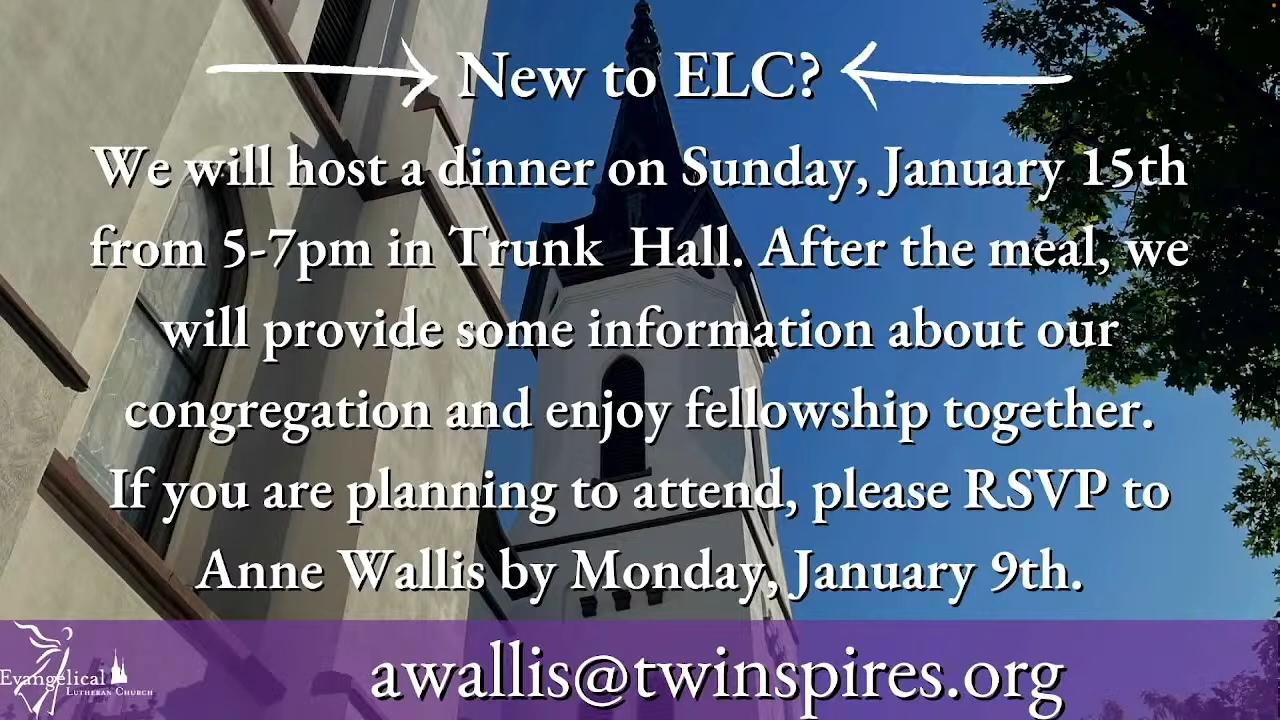 New to ELC?
We will host a dinner on Sunday, January 15th
from 5-7pm in Trunk Hall. After the meal, we
will provide some information about our
congregation and enjoy fellowship together.
If you are planning to attend, please RSVP to
Anne Wallis by Monday, January 9th.
awallis@twinspires.org
Evangelical
Lutheran Church